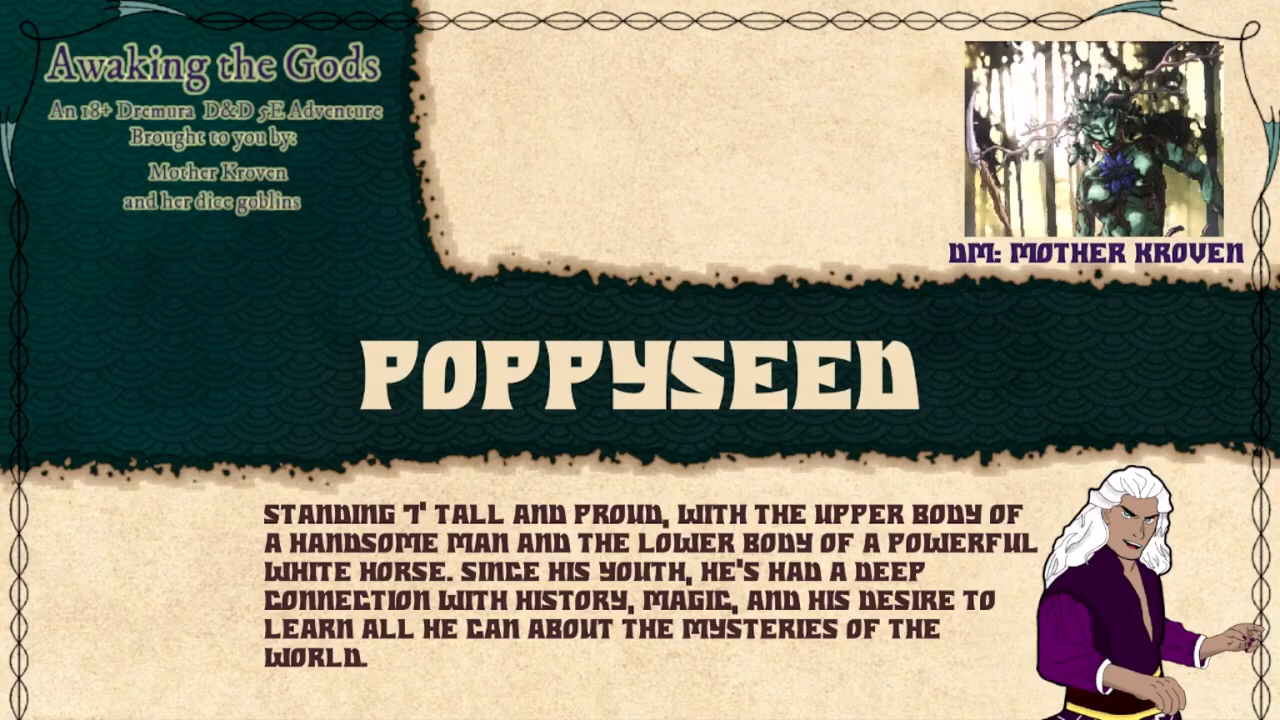 Awaking the Gods
An 18+ Dremura D&D 5E Adventure
Brought to you by:
Mother Kroven
and her dice goblins
DM: MOTHER KROVEN
POPPYSEED
STANDING 7' TALL AND PROUD, WITH THE UPPER BODY OF
A HANDSOME MAN AND THE LOWER BODY OF A POWERFUL
WHITE HORSE. SINCE HIS YOUTH, HE'S HAD A DEEP
CONNECTION WITH HISTORY, MAGIC, AND HIS DESIRE TO
LEARN ALL HE CAN ABOUT THE MYSTERIES OF THE
WORLD.